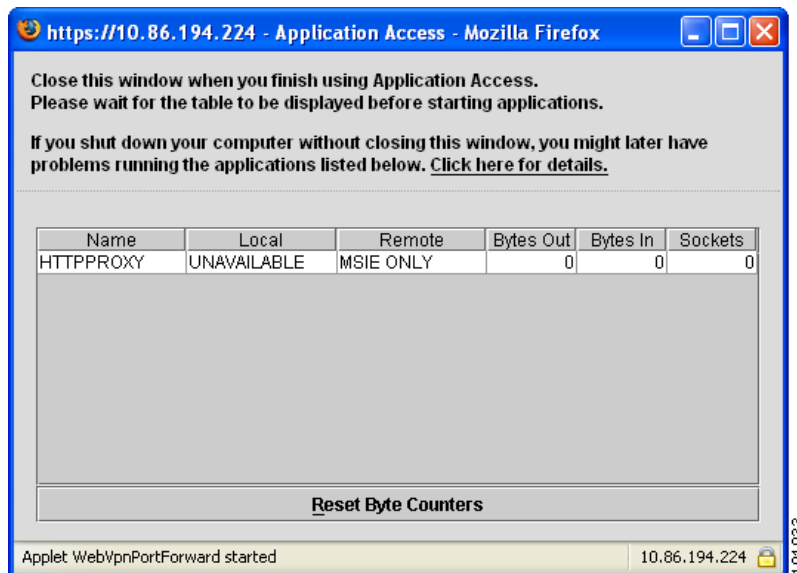 https://10.86.194.224 - Application Access - Mozilla Firefox
Close this window when you finish using Application Access.
Please wait for the table to be displayed before starting applications.
If you shut down your computer without closing this window, you might later have
problems running the applications listed below. Click here for details.
Name Local Remote Bytes Out Bytes In Sockets
HTTPPROXY UNAVAILABLE MSIE ONLY 0 0 0
Reset Byte Counters
Applet WebVpnPortForward started 10.86.194.224